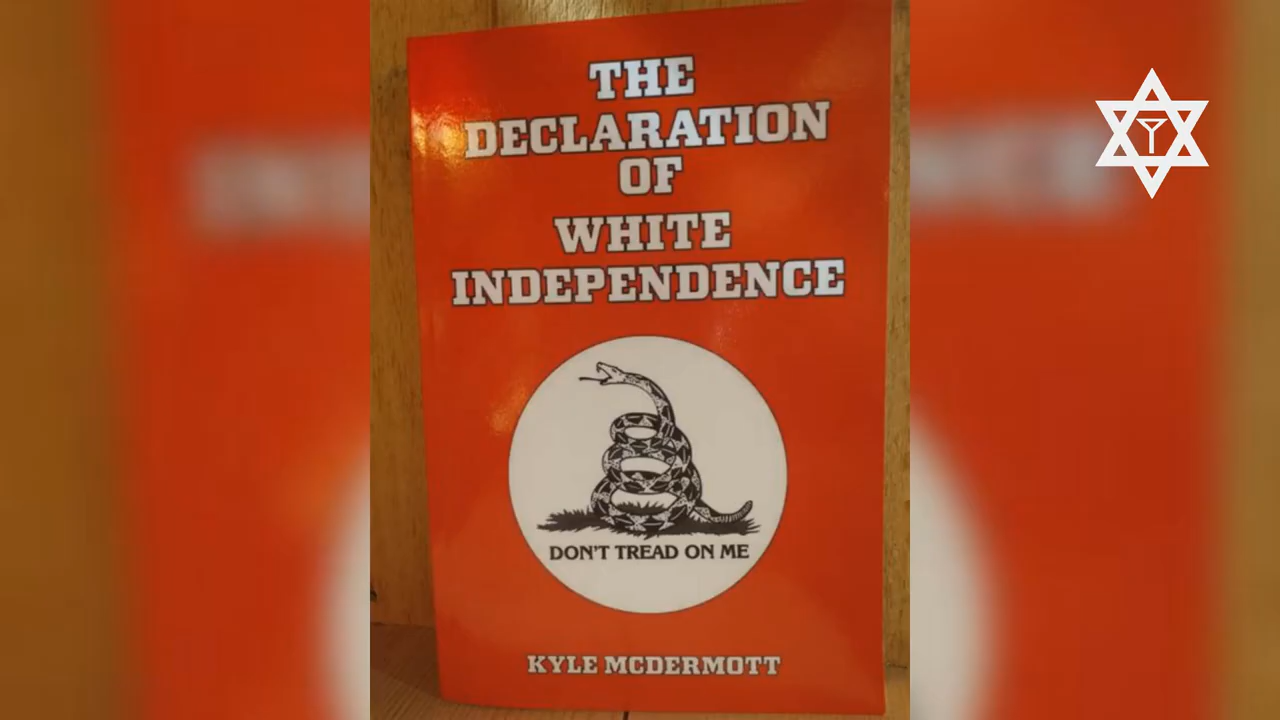 THE
DECLARATION
OF
WHITE
INDEPENDENCE
DON'T TREAD ON ME
KYLE MCDERMOTT